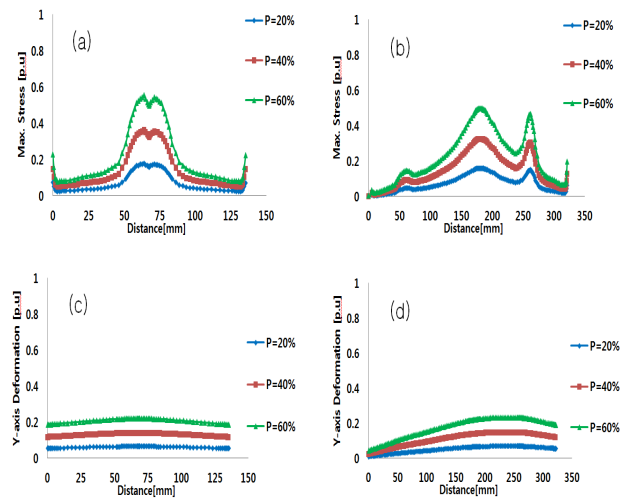 (a)
Max. Stress [p.u]
1
0.8
0.6
0.4
0.2
0
0 25 50 75 100 125 150
Distance[mm]
P=20%
P=40%
P=60%
(b)
Max. Stress [p.u]
1
0.8
0.6
0.4
0.2
0
0 50 100 150 200 250 300 350
Distance[mm]
P=20%
P=40%
P=60%
(c)
Y-axis Deformation [p.u]
1
0.8
0.6
0.4
0.2
0
0 25 50 75 100 125 150
Distance[mm]
P=20%
P=40%
P=60%
(d)
Y-axis Deformation [p.u]
1
0.8
0.6
0.4
0.2
0
0 50 100 150 200 250 300 350
Distance[mm]
P=20%
P=40%
P=60%